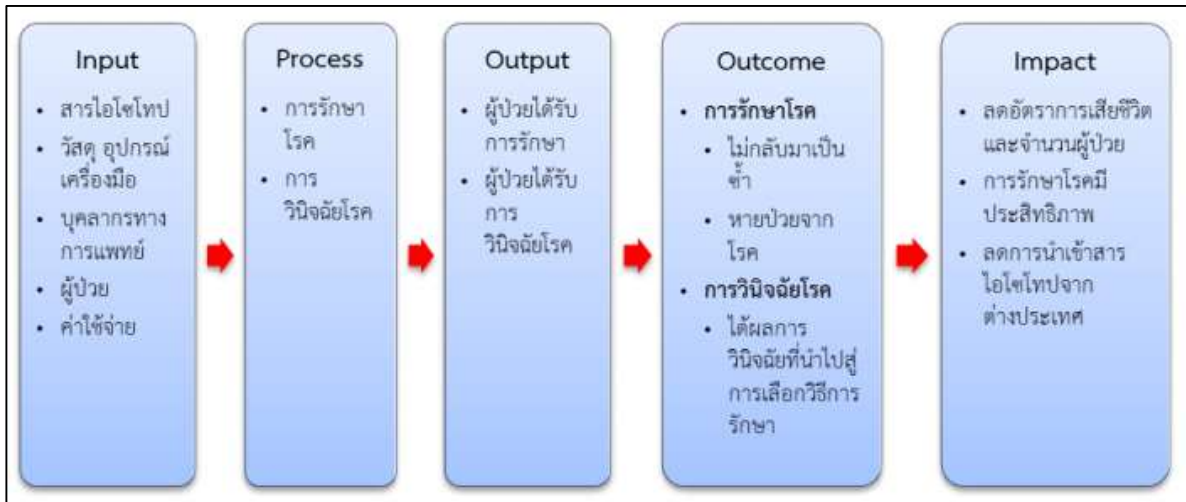 Input
• สารไอโซโทป
• วัสดุ อุปกรณ์
เครื่องมือ
• บุคลากรทาง
การแพทย์
• ผู้ป่วย
• ค่าใช้จ่าย
Process
• การรักษา
โรค
• การ
วินิจฉัยโรค
Output
• ผู้ป่วยได้รับ
การรักษา
• ผู้ป่วยได้รับ
การ
วินิจฉัยโรค
Outcome
• การรักษาโรค
• ไม่กลับมาเป็น
ซ้ำ
• หายป่วยจาก
โรค
• การวินิจฉัยโรค
• ได้ผลการ
วินิจฉัยที่นำไปสู่
การเลือกวิธีการ
รักษา
Impact
• ลดอัตราการเสียชีวิต
และจำนวนผู้ป่วย
• การรักษาโรคมี
ประสิทธิภาพ
• ลดการนำเข้าสาร
ไอโซโทปจาก
ต่างประเทศ